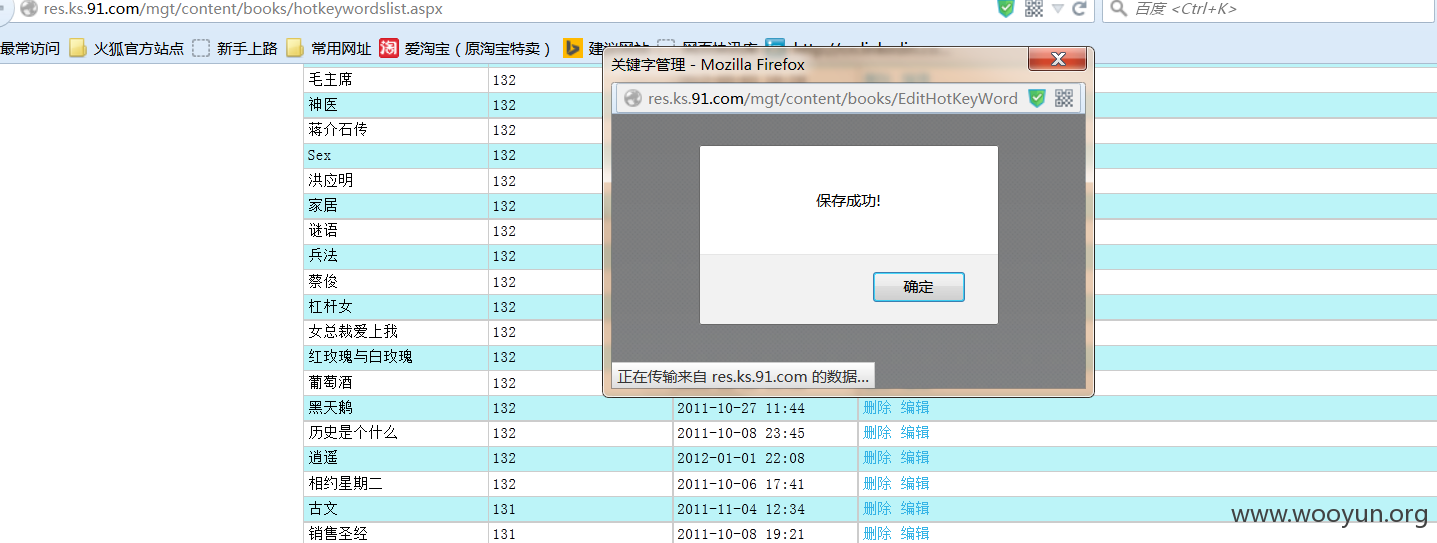 res.ks.91.com/mgt/content/books/hotkeywordslist.aspx
百度 <Ctrl+K>
最常访问 火狐官方站点 新手上路 常用网址 淘 爱淘宝（原淘宝特卖） 建议网站
关键字管理 - Mozilla Firefox
res.ks.91.com/mgt/content/books/EditHotKeyWord
保存成功!
确定
正在传输来自 res.ks.91.com 的数据...
毛主席 132
神医 132
蒋介石传 132
Sex 132
洪应明 132
家居 132
谜语 132
兵法 132
蔡俊 132
杠杆女 132
女总裁爱上我 132
红玫瑰与白玫瑰 132
葡萄酒 132
黑天鹅 132 2011-10-27 11:44 删除 编辑
历史是个什么 132 2011-10-08 23:45 删除 编辑
逍遥 132 2012-01-01 22:08 删除 编辑
相约星期二 132 2011-10-06 17:41 删除 编辑
古文 131 2011-11-04 12:34 删除 编辑
销售圣经 131 2011-10-08 19:21 删除 编辑
www.wooyun.org